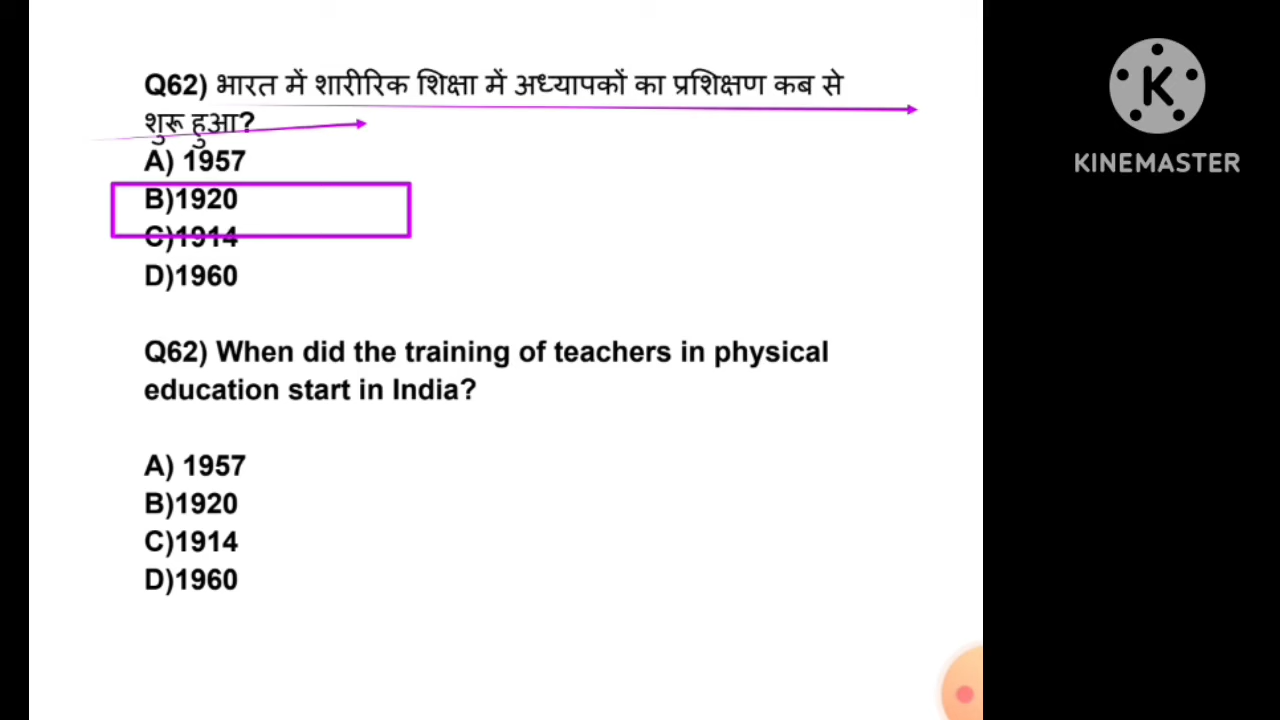 Q62) भारत में शारीरिक शिक्षा में अध्यापकों का प्रशिक्षण कब से
शुरू हुआ?
A) 1957
B)1920
C)1914
D)1960
Q62) When did the training of teachers in physical
education start in India?
A) 1957
B)1920
C)1914
D)1960
K
KINEMASTER